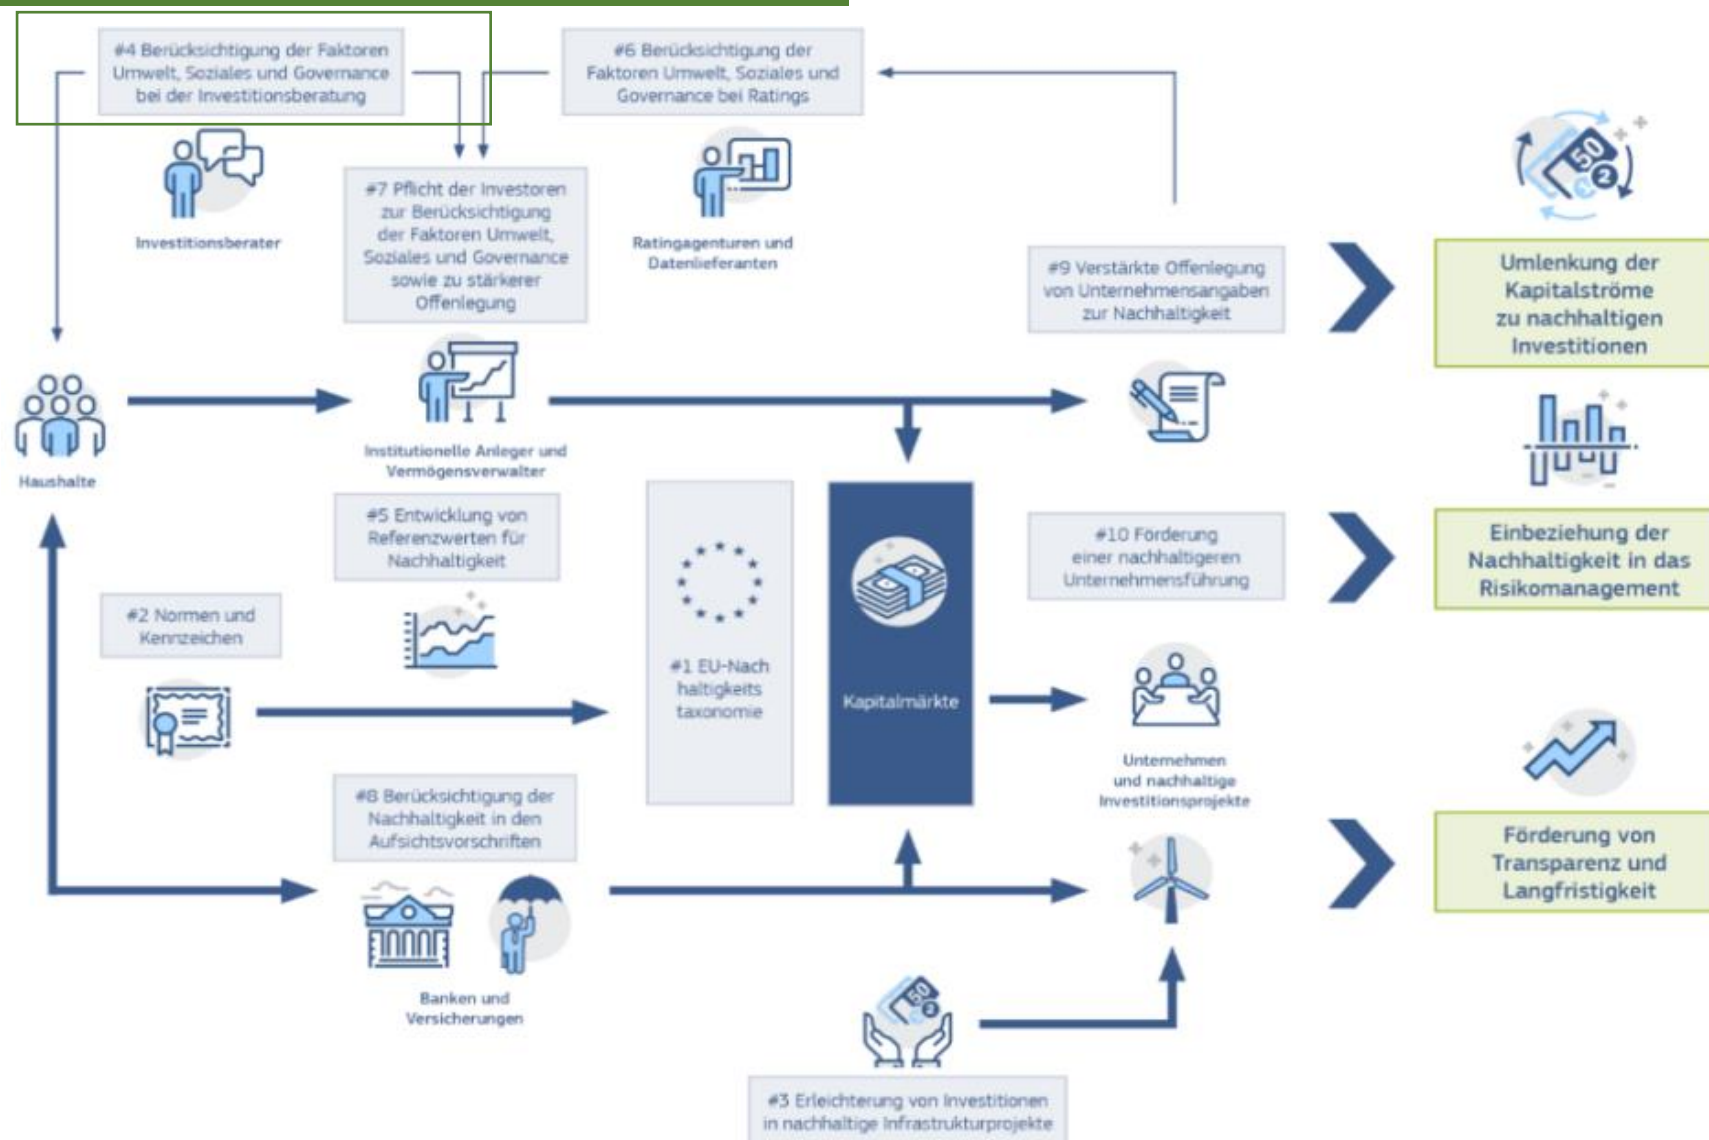 #4 Berücksichtigung der Faktoren
Umwelt, Soziales und Governance
bei der Investitionsberatung
#6 Berücksichtigung der
Faktoren Umwelt, Soziales und
Governance bei Ratings
Investitionsberater
#7 Pflicht der Investoren
zur Berücksichtigung
der Faktoren Umwelt,
Soziales und Governance
sowie zu stärkerer
Offenlegung
Ratingagenturen und
Datenlieferanten
#9 Verstärkte Offenlegung
von Unternehmensangaben
zur Nachhaltigkeit
50
2
Umlenkung der
Kapitalströme
zu nachhaltigen
Investitionen
Haushalte
Institutionelle Anleger und
Vermögensverwalter
#5 Entwicklung von
Referenzwerten für
Nachhaltigkeit
#10 Förderung
einer nachhaltigeren
Unternehmensführung
Einbeziehung der
Nachhaltigkeit in das
Risikomanagement
#2 Normen und
Kennzeichen
#1 EU-Nach
haltigkeits
taxonomie
Kapitalmärkte
Unternehmen
und nachhaltige
Investitionsprojekte
#8 Berücksichtigung der
Nachhaltigkeit in den
Aufsichtsvorschriften
Förderung von
Transparenz und
Langfristigkeit
Banken und
Versicherungen
50
2
#3 Erleichterung von Investitionen
in nachhaltige Infrastrukturprojekte